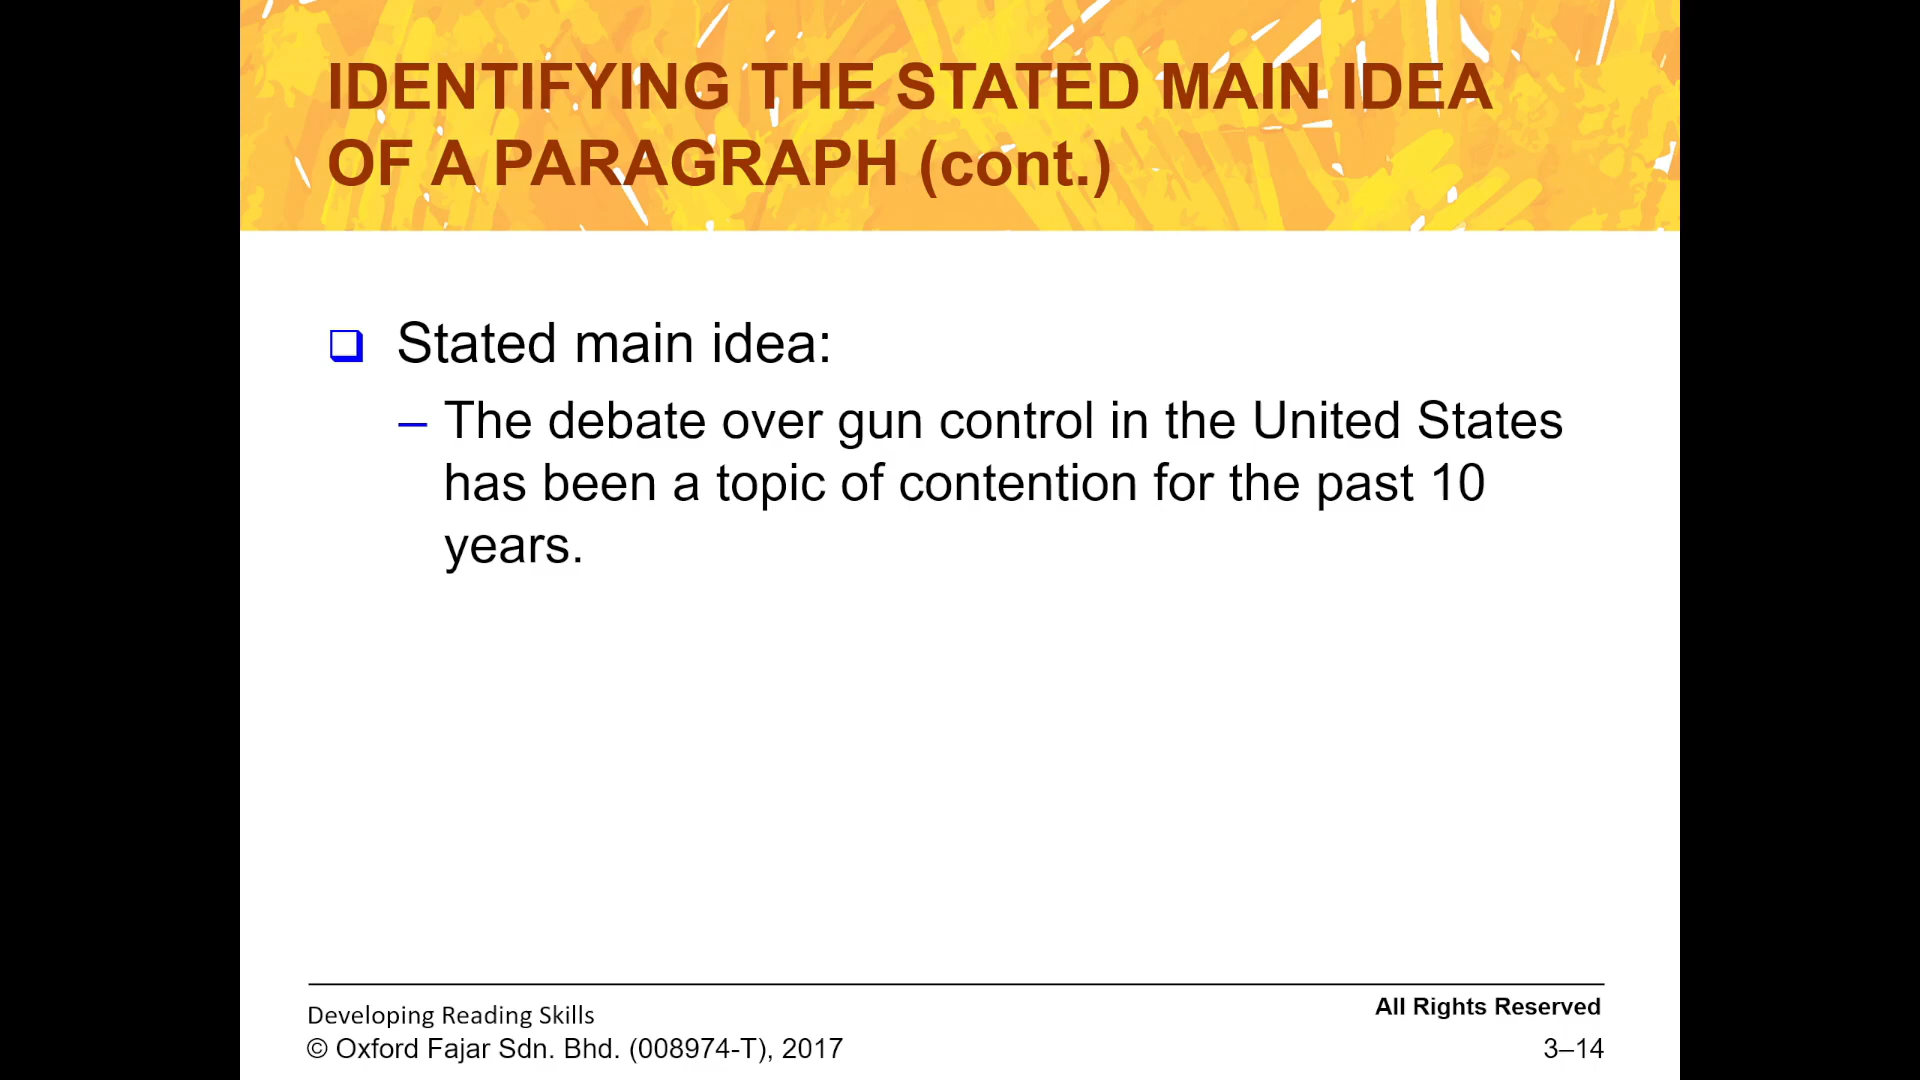 IDENTIFYING THE STATED MAIN IDEA
OF A PARAGRAPH (cont.)
Stated main idea:
– The debate over gun control in the United States
has been a topic of contention for the past 10
years.
Developing Reading Skills
All Rights Reserved
© Oxford Fajar Sdn. Bhd. (008974-T), 2017
3–14